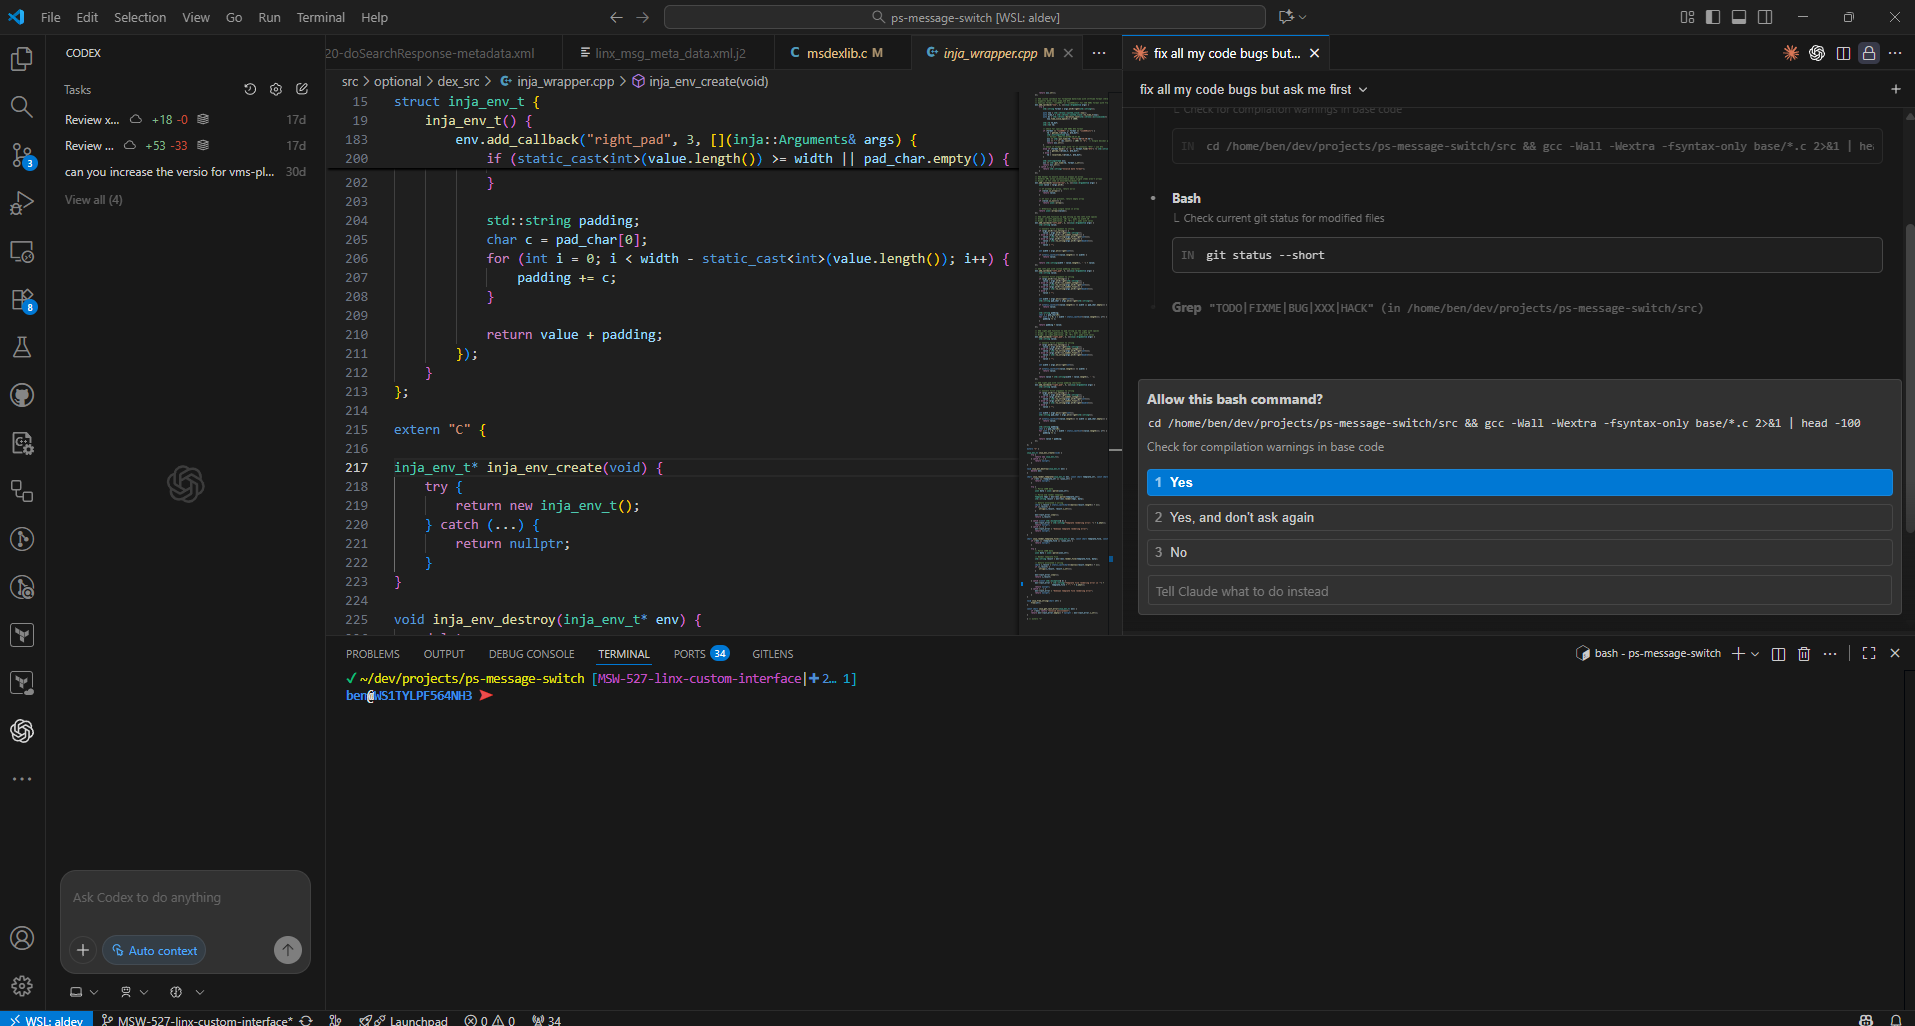 File Edit Selection View Go Run Terminal Help
ps-message-switch [WSL: aldev]
CODEX
Tasks
Review x... +18 -0 17d
Review ... +53 -33 17d
can you increase the versio for vms-pl... 30d
View all (4)
3
8
Ask Codex to do anything
Auto context
20-doSearchResponse-metadata.xml
linx_msg_meta_data.xml.j2
C msdexlib.c M
inja_wrapper.cpp M
src > optional > dex_src > inja_wrapper.cpp > inja_env_create(void)
15 struct inja_env_t {
19 inja_env_t() {
183 env.add_callback("right_pad", 3, [](inja::Arguments& args) {
200 if (static_cast<int>(value.length()) >= width || pad_char.empty()) {
202 }
203
204 std::string padding;
205 char c = pad_char[0];
206 for (int i = 0; i < width - static_cast<int>(value.length()); i++) {
207 padding += c;
208 }
209
210 return value + padding;
211 });
212 }
213 };
214
215 extern "C" {
216
217 inja_env_t* inja_env_create(void) {
218 try {
219 return new inja_env_t();
220 } catch (...) {
221 return nullptr;
222 }
223 }
224
225 void inja_env_destroy(inja_env_t* env) {
fix all my code bugs but...
fix all my code bugs but ask me first
Check for compilation warnings in base code
IN cd /home/ben/dev/projects/ps-message-switch/src && gcc -Wall -Wextra -fsyntax-only base/*.c 2>&1 | hea
Bash
Check current git status for modified files
IN git status --short
Grep "TODO|FIXME|BUG|XXX|HACK" (in /home/ben/dev/projects/ps-message-switch/src)
Allow this bash command?
cd /home/ben/dev/projects/ps-message-switch/src && gcc -Wall -Wextra -fsyntax-only base/*.c 2>&1 | head -100
Check for compilation warnings in base code
1 Yes
2 Yes, and don't ask again
3 No
Tell Claude what to do instead
PROBLEMS OUTPUT DEBUG CONSOLE TERMINAL PORTS 34 GITLENS
bash - ps-message-switch
✓ ~/dev/projects/ps-message-switch [MSW-527-linx-custom-interface|✚2… 1]
ben@WS1TYLPF564NH3 ➤
WSL: aldev MSW-527-linx-custom-interface* Launchpad 0 0 34